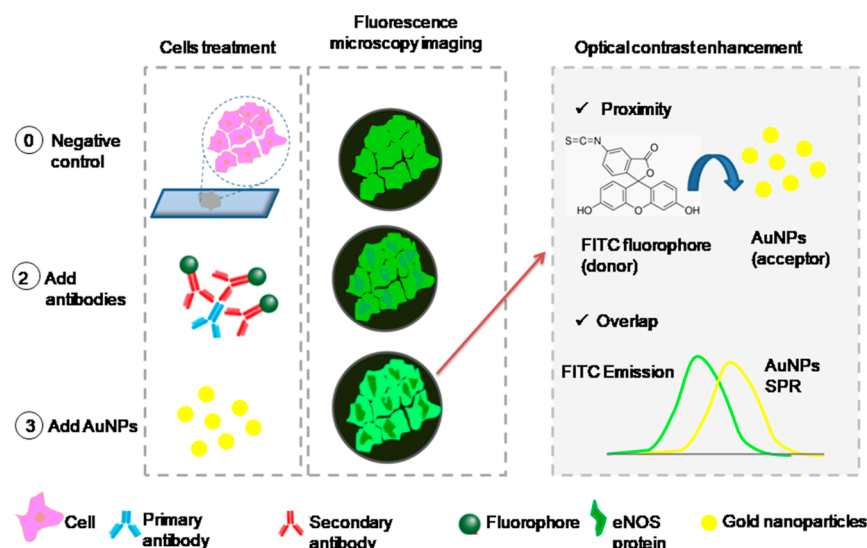 Cells treatment
Fluorescence
microscopy imaging
Optical contrast enhancement
0 Negative
control
✓ Proximity
S=C=N
O
O
HO
O
OH
FITC fluorophore
(donor)
AuNPs
(acceptor)
2 Add
antibodies
✓ Overlap
FITC Emission
AuNPs
SPR
3 Add AuNPs
Cell
Primary
antibody
Secondary
antibody
Fluorophore
eNOS
protein
Gold nanoparticles